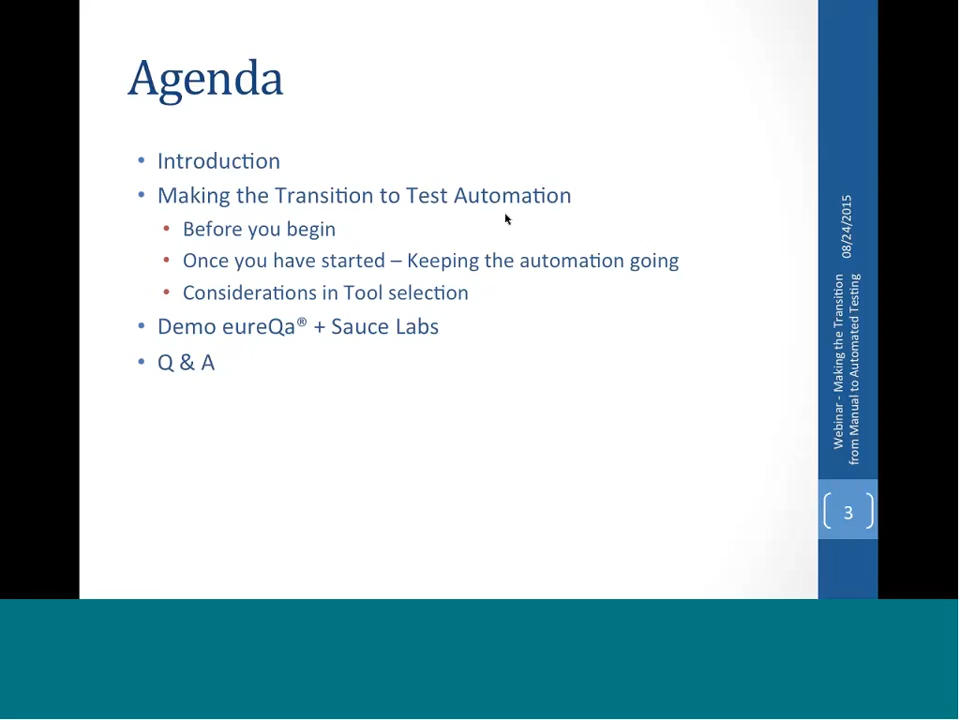 Agenda
• Introduction
• Making the Transition to Test Automation
• Before you begin
• Once you have started – Keeping the automation going
• Considerations in Tool selection
• Demo eureQa® + Sauce Labs
• Q & A
08/24/2015
Webinar - Making the Transition
from Manual to Automated Testing
3